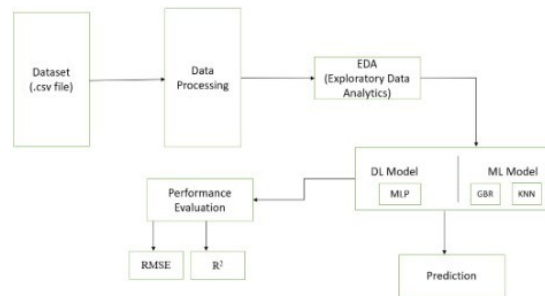 Dataset
(.csv file)
Data
Processing
EDA
(Exploratory Data
Analytics)
DL Model
MLP
ML Model
GBR
KNN
Performance
Evaluation
RMSE
R²
Prediction